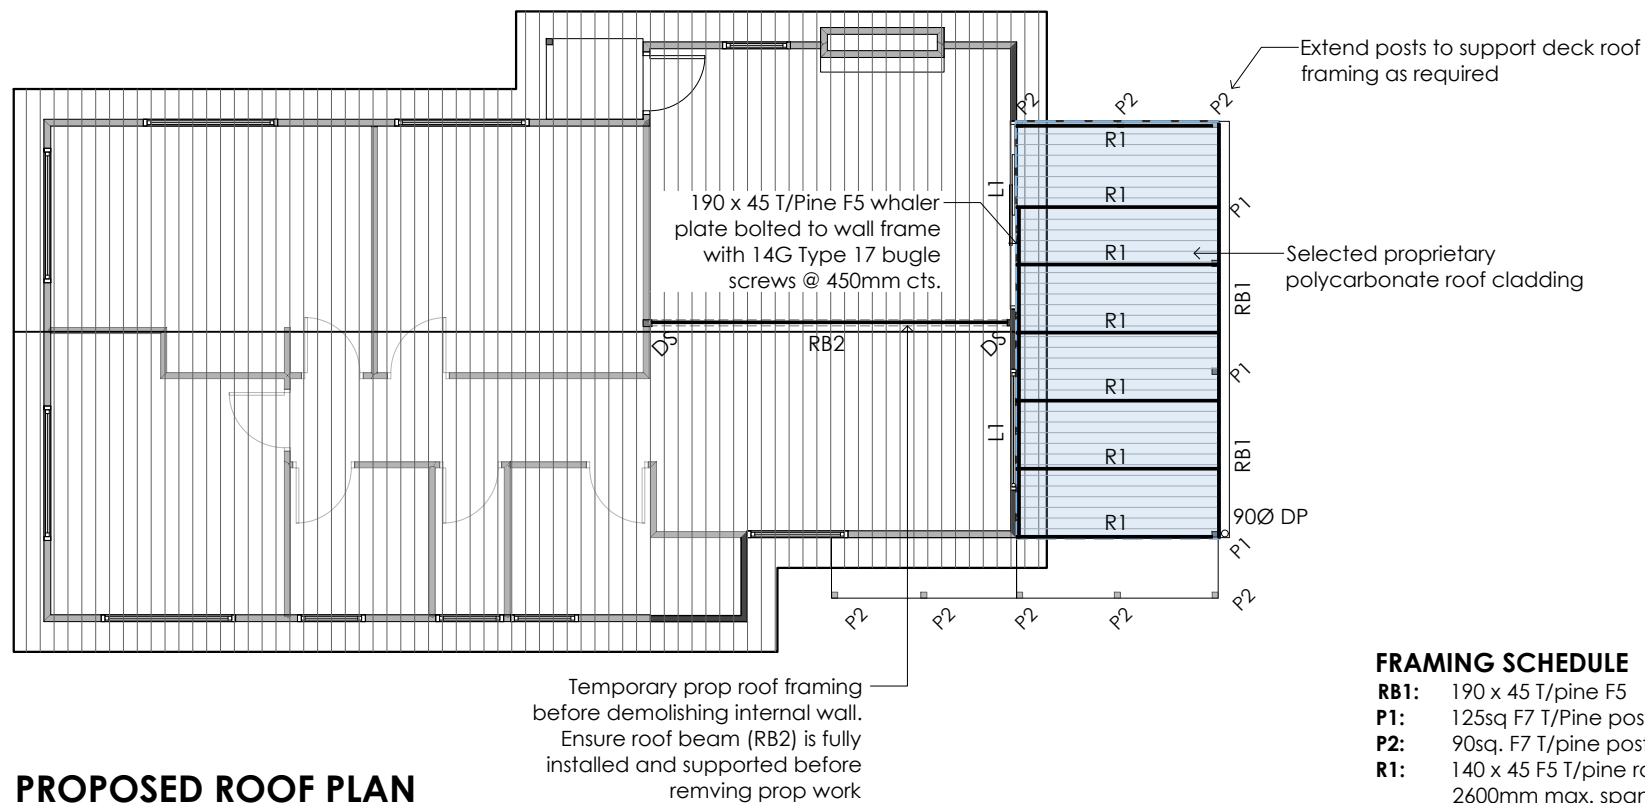 Extend posts to support deck roof
framing as required
P2
P2
P2
R1
R1
L1
P1
190 x 45 T/Pine F5 whaler
plate bolted to wall frame
with 14G Type 17 bugle
screws @ 450mm cts.
R1
Selected proprietary
polycarbonate roof cladding
RB1
R1
DS
RB2
DS
P1
R1
L1
R1
RB1
R1
90Ø DP
P1
P2
P2
P2
P2
P2
Temporary prop roof framing
before demolishing internal wall.
Ensure roof beam (RB2) is fully
installed and supported before
remving prop work
PROPOSED ROOF PLAN
FRAMING SCHEDULE
RB1: 190 x 45 T/pine F5
P1: 125sq F7 T/Pine pos
P2: 90sq. F7 T/pine post
R1: 140 x 45 F5 T/pine ra
2600mm max. span